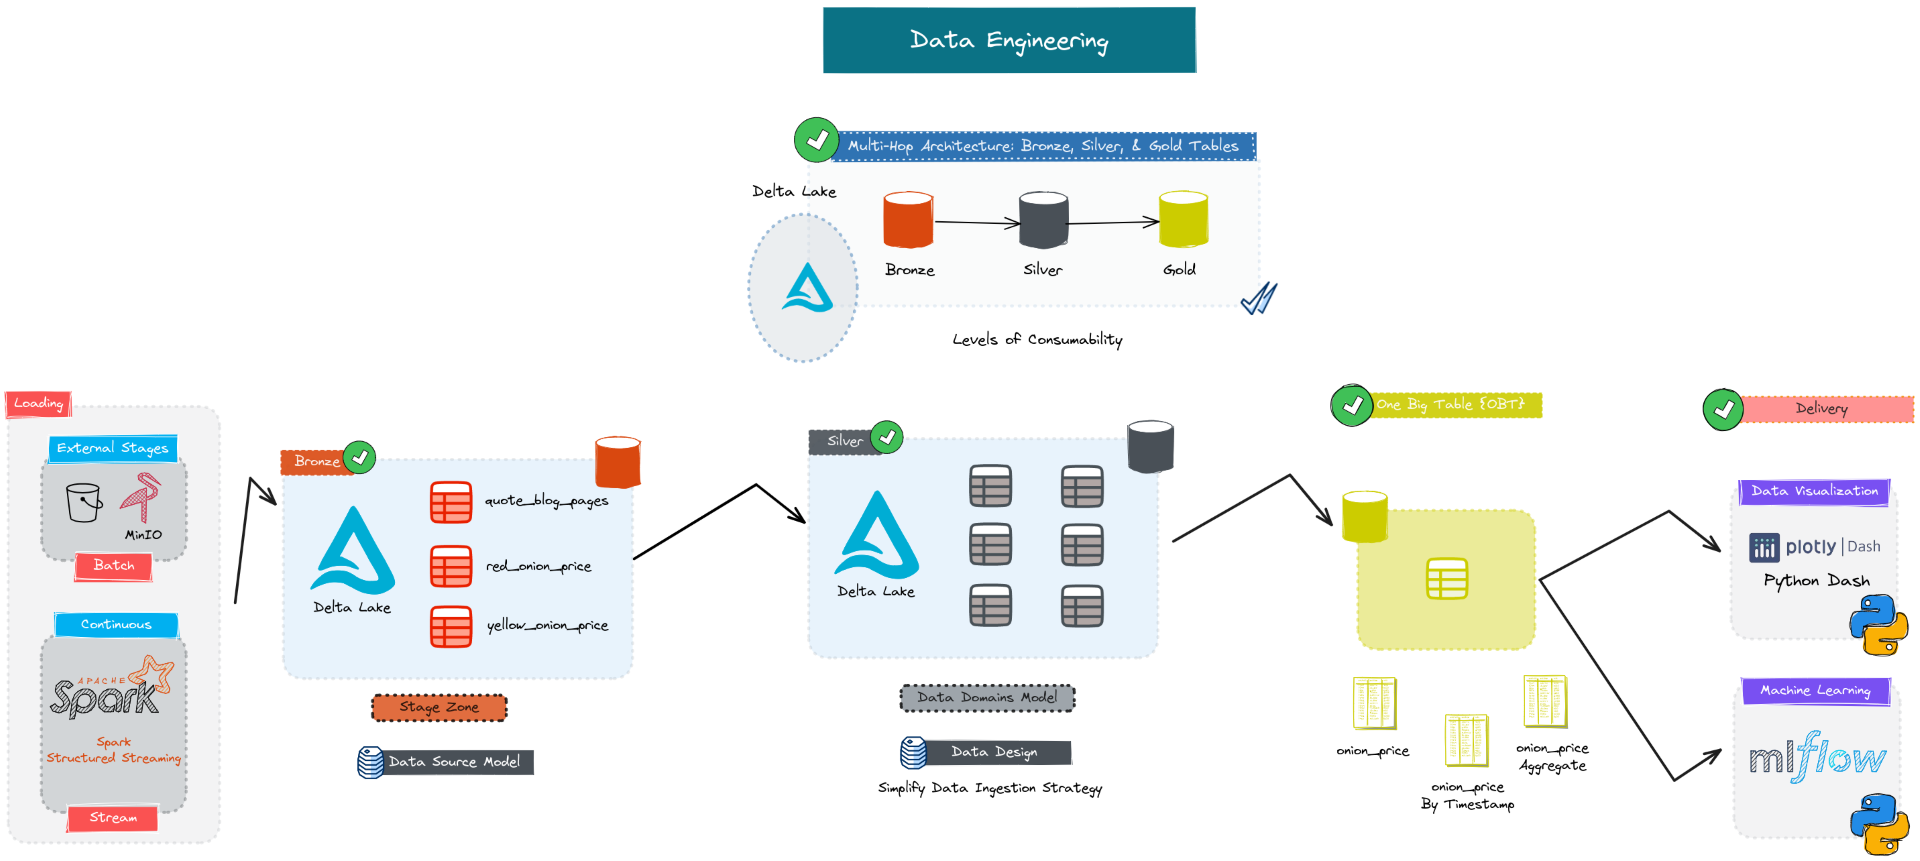 Data Engineering
Multi-Hop Architecture: Bronze, Silver, & Gold Tables
Delta Lake
Bronze
Silver
Gold
Levels of Consumability
Loading
External Stages
MinIO
Batch
Continuous
APACHE
Spark
Spark
Structured Streaming
Stream
Bronze
Delta Lake
quote_blog_pages
red_onion_price
yellow_onion_price
Stage Zone
Data Source Model
Silver
Delta Lake
Data Domains Model
Data Design
Simplify Data Ingestion Strategy
One Big Table {OBT}
onion_price
onion_price
By Timestamp
onion_price
Aggregate
Delivery
Data Visualization
plotly | Dash
Python Dash
Machine Learning
mlflow